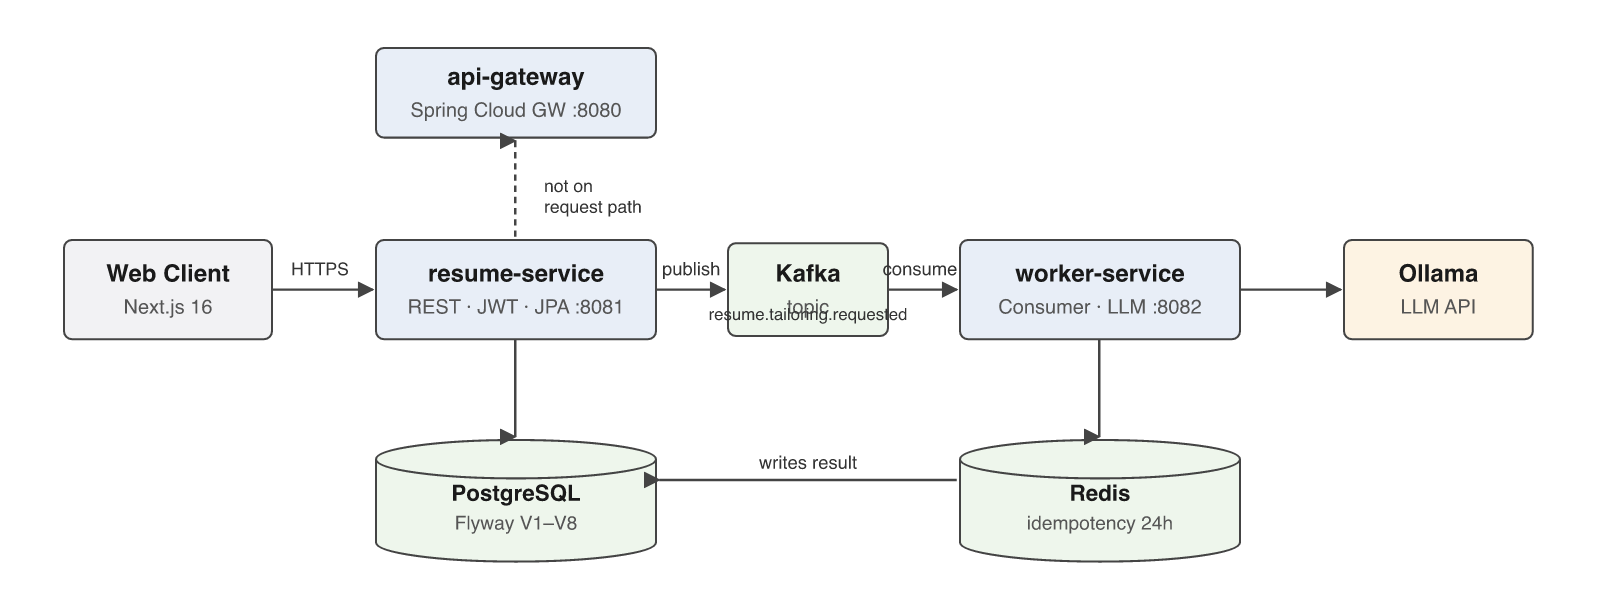 api-gateway
Spring Cloud GW :8080
not on
request path
Web Client
Next.js 16
HTTPS
resume-service
REST · JWT · JPA :8081
publish
Kafka
topic
resume.tailoring.requested
consume
worker-service
Consumer · LLM :8082
Ollama
LLM API
writes result
PostgreSQL
Flyway V1–V8
Redis
idempotency 24h